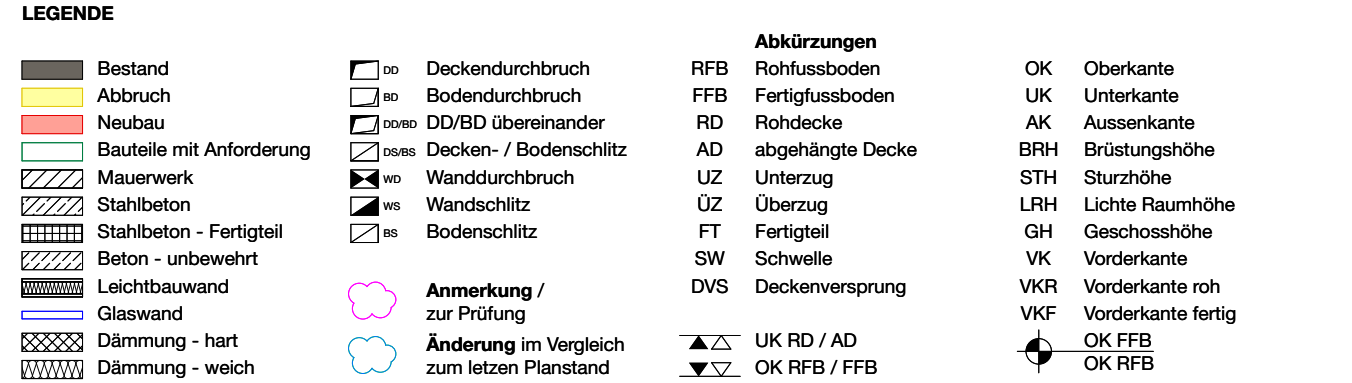 LEGENDE
Bestand
Abbruch
Neubau
Bauteile mit Anforderung
Mauerwerk
Stahlbeton
Stahlbeton - Fertigteil
Beton - unbewehrt
Leichtbauwand
Glaswand
Dämmung - hart
Dämmung - weich
DD Deckendurchbruch
BD Bodendurchbruch
DD/BD DD/BD übereinander
DS/BS Decken- / Bodenschlitz
WD Wanddurchbruch
WS Wandschlitz
BS Bodenschlitz
Anmerkung /
zur Prüfung
Änderung im Vergleich
zum letzen Planstand
Abkürzungen
RFB Rohfussboden
FFB Fertigfussboden
RD Rohdecke
AD abgehängte Decke
UZ Unterzug
ÜZ Überzug
FT Fertigteil
SW Schwelle
DVS Deckenversprung
UK RD / AD
OK RFB / FFB
OK Oberkante
UK Unterkante
AK Aussenkante
BRH Brüstungshöhe
STH Sturzhöhe
LRH Lichte Raumhöhe
GH Geschosshöhe
VK Vorderkante
VKR Vorderkante roh
VKF Vorderkante fertig
OK FFB
OK RFB